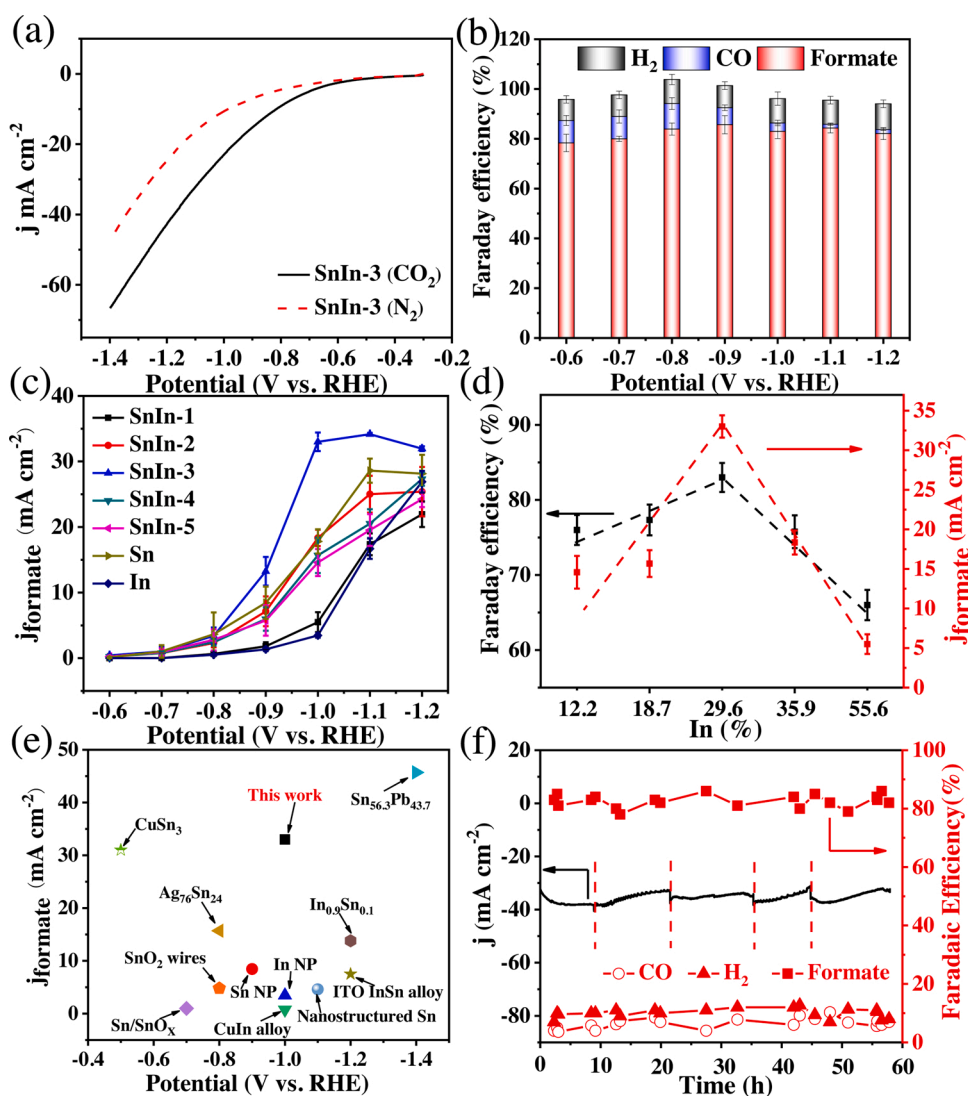 (a)
0
-20
-40
-60
j mA cm-2
SnIn-3 (CO2)
SnIn-3 (N2)
-1.4 -1.0 -0.6 -0.2
Potential (V vs. RHE)
(b)
120
100
80
60
40
20
0
Faraday efficiency (%)
H2 CO Formate
-0.6 -0.7 -0.8 -0.9 -1.0 -1.1 -1.2
Potential (V vs. RHE)
(c)
40
30
20
10
0
jformate (mA cm-2)
SnIn-1
SnIn-2
SnIn-3
SnIn-4
SnIn-5
Sn
In
-0.6 -0.7 -0.8 -0.9 -1.0 -1.1 -1.2
Potential (V vs. RHE)
(d)
90
80
70
60
Faraday efficiency (%)
35
30
25
20
15
10
5
0
jformate (mA cm-2)
12.2 18.7 29.6 35.9 55.6
In (%)
(e)
50
40
30
20
10
0
jformate (mA cm-2)
This work
Sn56.3Pb43.7
CuSn3
Ag76Sn24
In0.9Sn0.1
SnO2 wires
In NP
Sn NP
ITO InSn alloy
Nanostructured Sn
Sn/SnOX
CuIn alloy
-0.4 -0.6 -0.8 -1.0 -1.2 -1.4
Potential (V vs. RHE)
(f)
20
0
-20
-40
-60
-80
j (mA cm-2)
100
80
60
40
20
0
Faradaic Efficiency(%)
CO H2 Formate
0 10 20 30 40 50 60
Time (h)